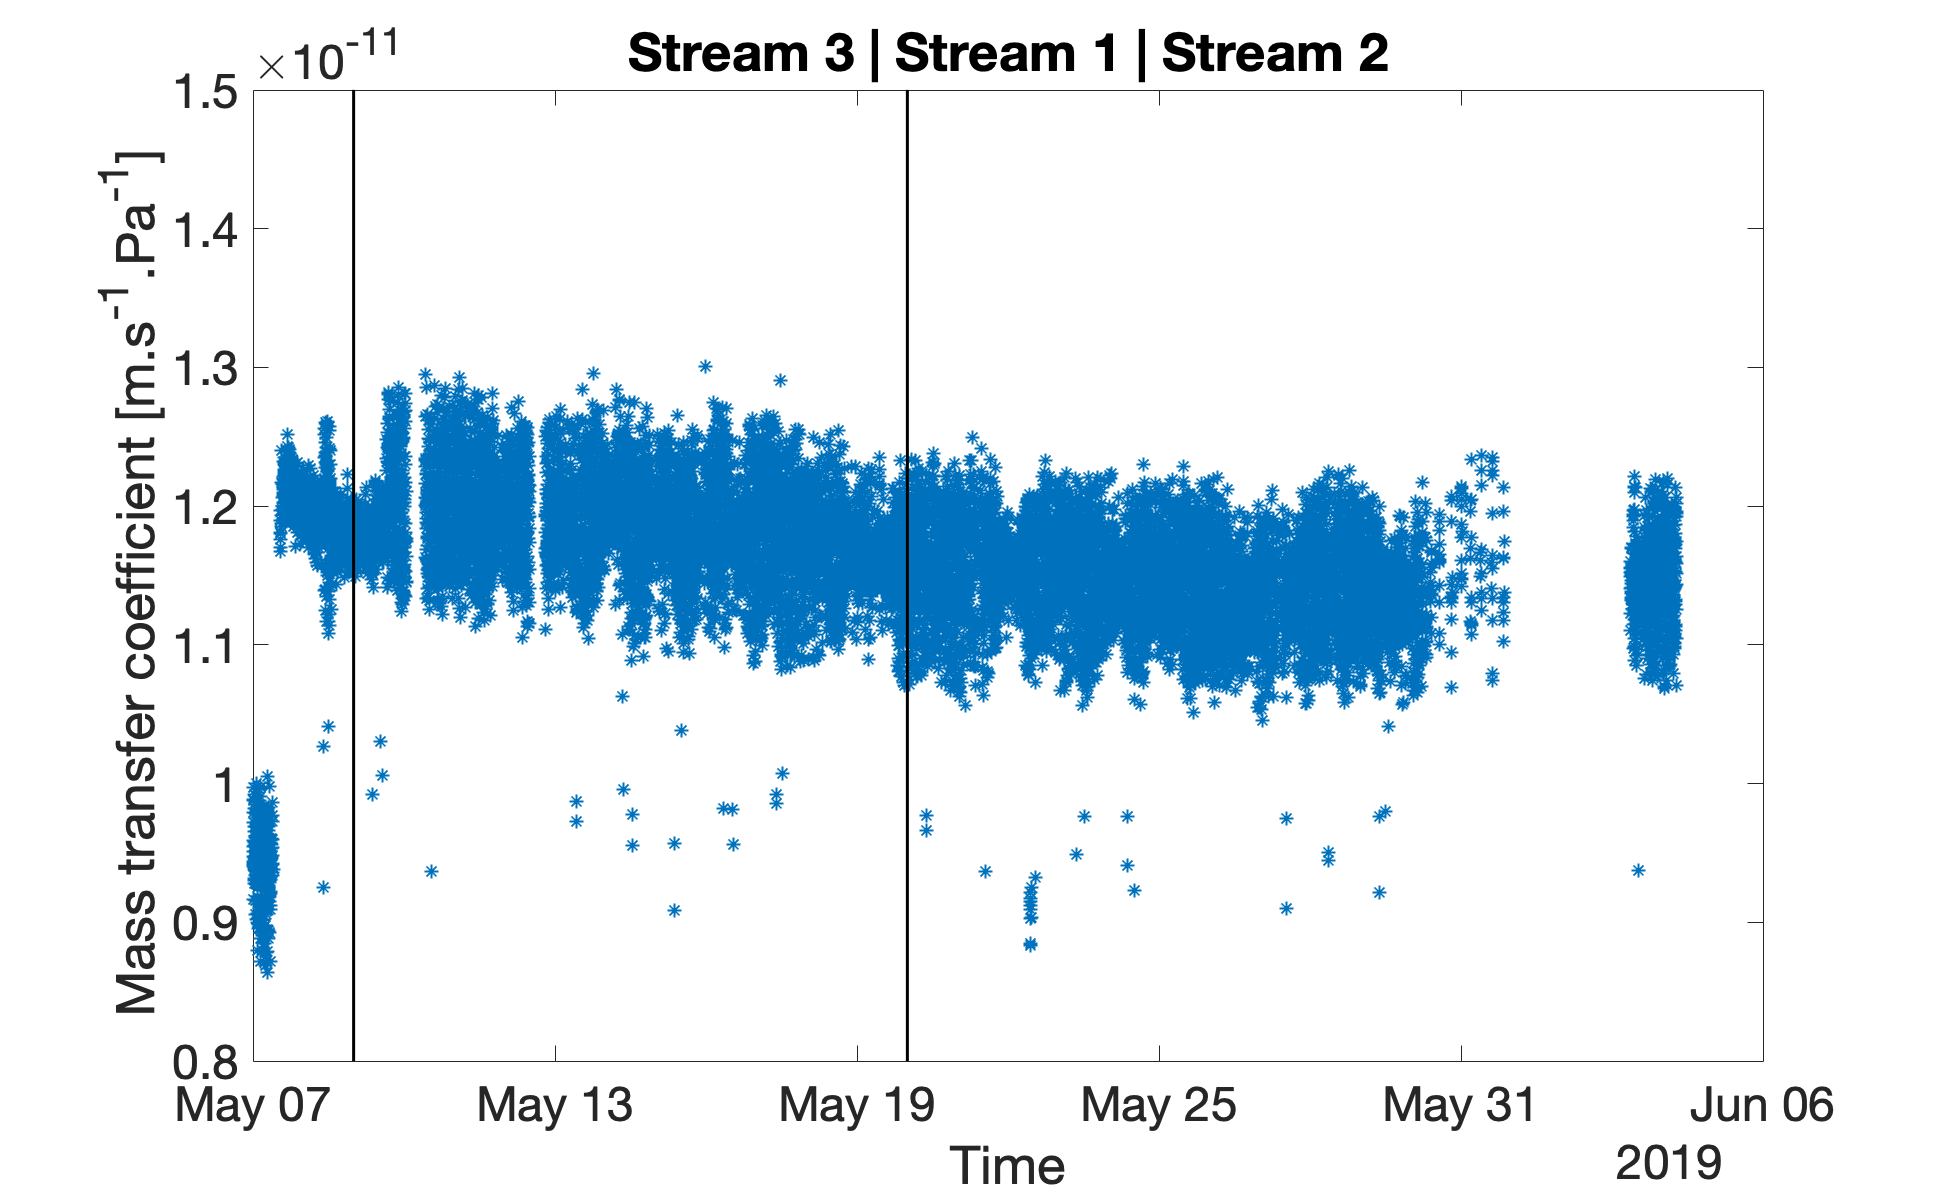 Stream 3 | Stream 1 | Stream 2
×10-11
1.5
1.4
1.3
1.2
1.1
1
0.9
0.8
Mass transfer coefficient [m.s-1.Pa-1]
May 07 May 13 May 19 May 25 May 31 Jun 06
Time
2019